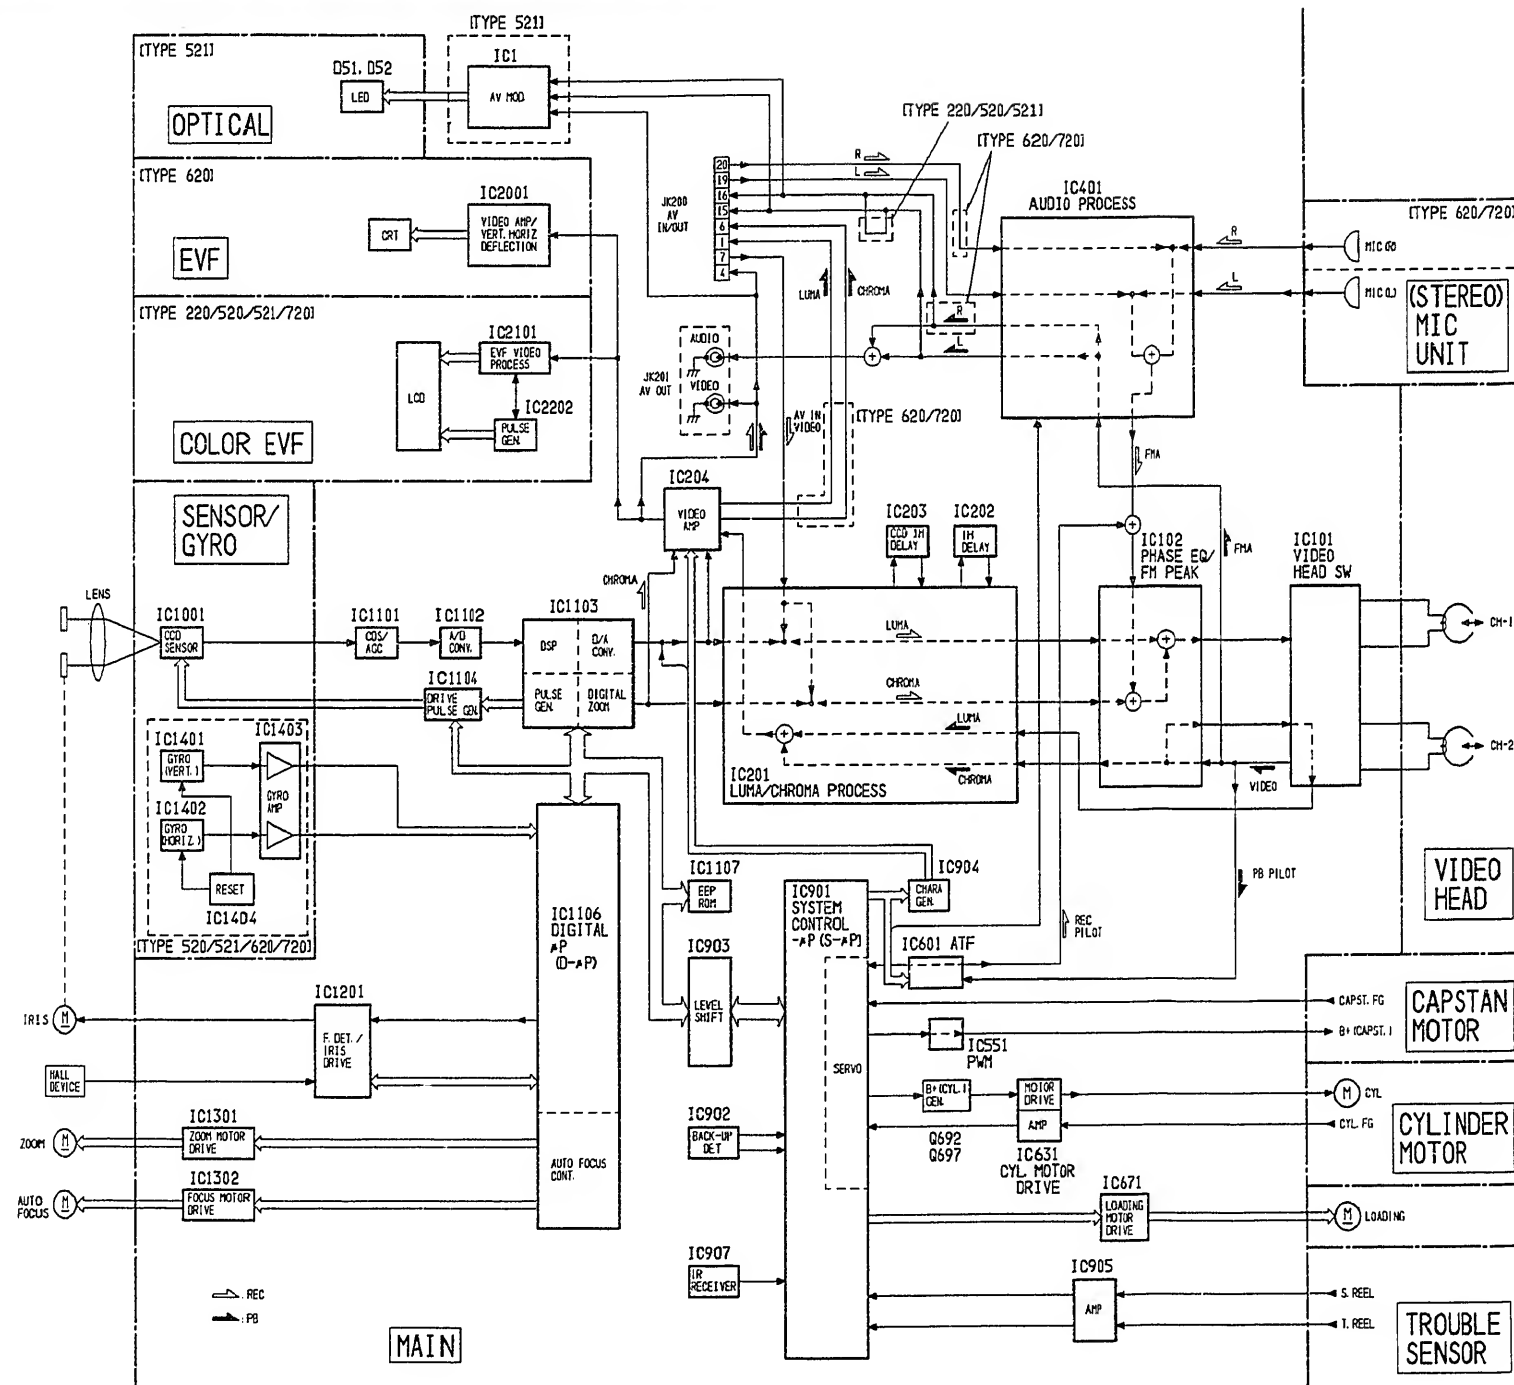 [TYPE 521]
[TYPE 521]
IC1
D51, D52
LED
AV MOD.
OPTICAL
[TYPE 220/520/521]
[TYPE 620/720]
[TYPE 620]
IC2001
VIDEO AMP/
VERT. HORIZ
DEFLECTION
CRT
EVF
JK200
AV
IN/OUT
20
19
16
15
6
1
7
4
R
L
IC401
AUDIO PROCESS
[TYPE 620/720]
R
MIC (R)
L
MIC (L)
(STEREO)
MIC
UNIT
LUMA
CHROMA
R
L
[TYPE 220/520/521/720]
IC2101
EVF VIDEO
PROCESS
LCD
IC2202
PULSE
GEN.
COLOR EVF
AUDIO
VIDEO
JK201
AV OUT
AV IN
VIDEO
[TYPE 620/720]
FMA
SENSOR/
GYRO
IC204
VIDEO
AMP
IC203
CCD 1H
DELAY
IC202
1H
DELAY
IC102
PHASE EQ/
FM PEAK
FMA
IC101
VIDEO
HEAD SW
CHROMA
LENS
IC1001
CCD
SENSOR
IC1101
CDS/
AGC
IC1102
A/D
CONV.
IC1103
DSP
D/A
CONV.
PULSE
GEN.
DIGITAL
ZOOM
IC1104
DRIVE
PULSE GEN.
LUMA
CHROMA
LUMA
CHROMA
IC201
LUMA/CHROMA PROCESS
VIDEO
CH-1
CH-2
IC1401
GYRO
(VERT.)
IC1403
GYRO
AMP
IC1402
GYRO
(HORIZ.)
RESET
IC1404
[TYPE 520/521/620/720]
IC1106
DIGITAL
μP
(D-μP)
AUTO FOCUS
CONT.
IC1107
EEP
ROM
IC903
LEVEL
SHIFT
IC901
SYSTEM
CONTROL
-μP (S-μP)
SERVO
IC904
CHARA
GEN.
IC601 ATF
REC
PILOT
PB PILOT
VIDEO
HEAD
IRIS
M
IC1201
F. DET. /
IRIS
DRIVE
HALL
DEVICE
IC551
PWM
CAPST. FG
B+ (CAPST. )
CAPSTAN
MOTOR
ZOOM
M
IC1301
ZOOM MOTOR
DRIVE
IC902
BACK-UP
DET
B+ (CYL. )
GEN.
Q692
Q697
MOTOR
DRIVE
AMP
IC631
CYL. MOTOR
DRIVE
M
CYL
CYL. FG
CYLINDER
MOTOR
AUTO
FOCUS
M
IC1302
FOCUS MOTOR
DRIVE
IC671
LOADING
MOTOR
DRIVE
M
LOADING
IC907
IR
RECEIVER
IC905
AMP
S. REEL
T. REEL
TROUBLE
SENSOR
: REC
: PB
MAIN